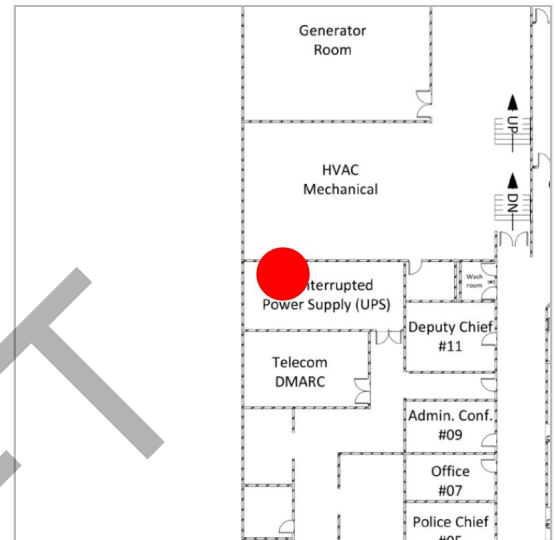 Generator
Room
UP
HVAC
Mechanical
DN
Wash
room
terrupted
Power Supply (UPS)
Deputy Chief
#11
Telecom
DMARC
Admin. Conf.
#09
Office
#07
Police Chief